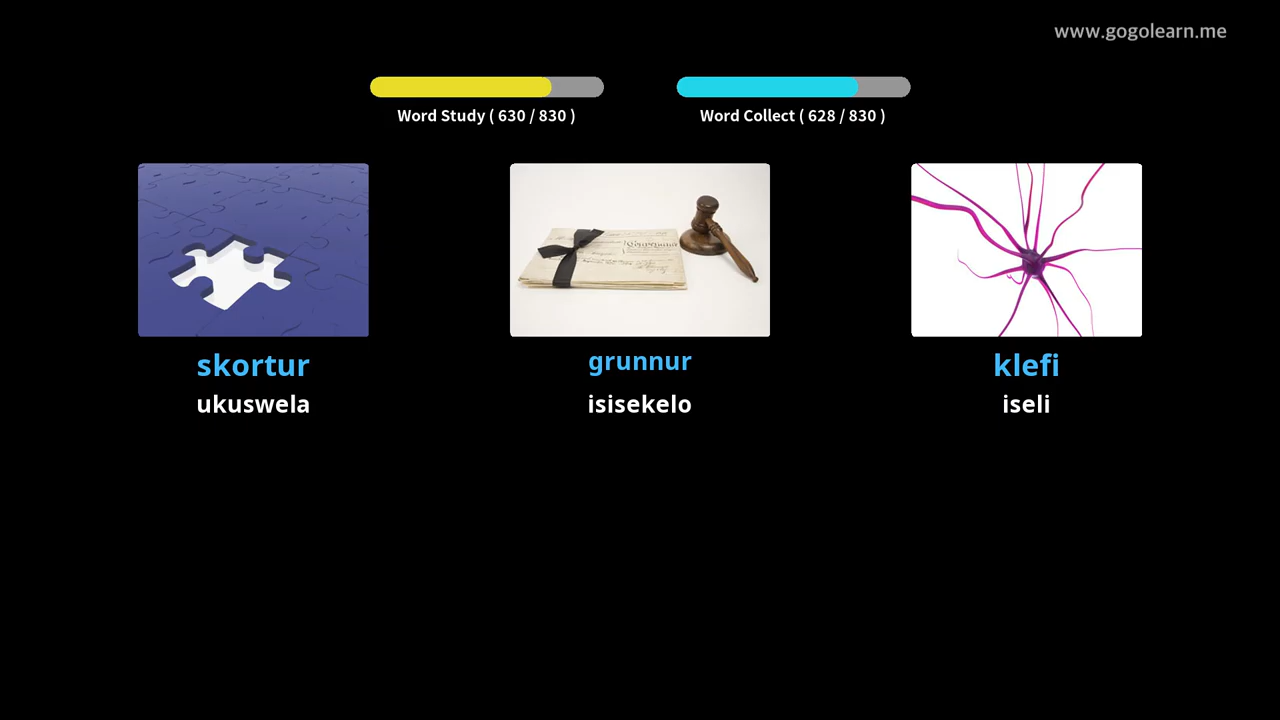 www.gogolearn.me
Word Study ( 630 / 830 )
Word Collect ( 628 / 830 )
skortur
grunnur
klefi
ukuswela
isisekelo
iseli